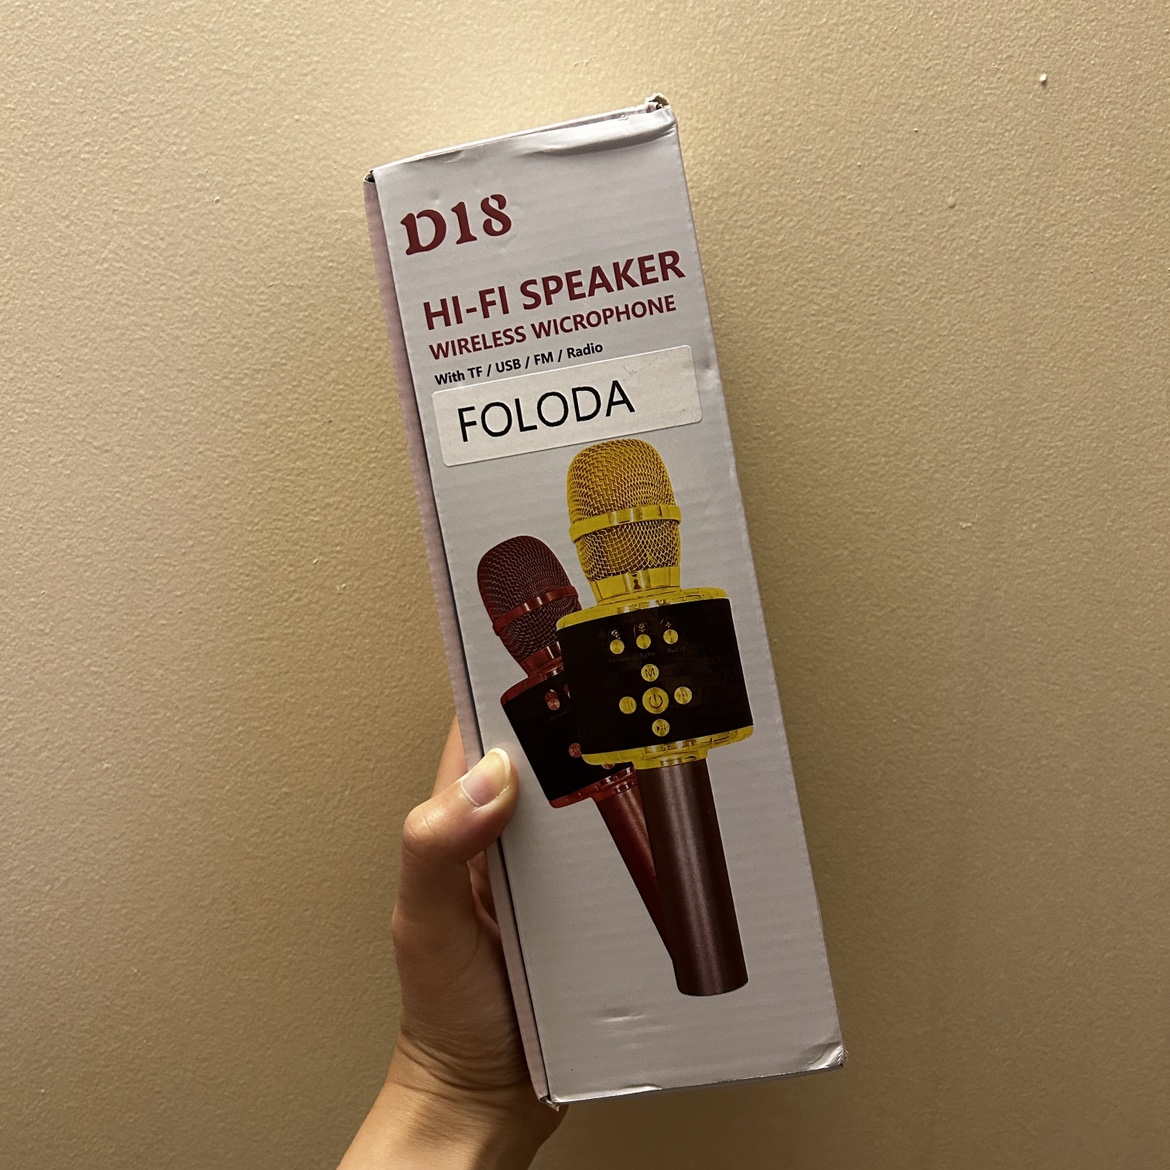 D18
HI-FI SPEAKER
WIRELESS WICROPHONE
With TF / USB / FM / Radio
FOLODA
M